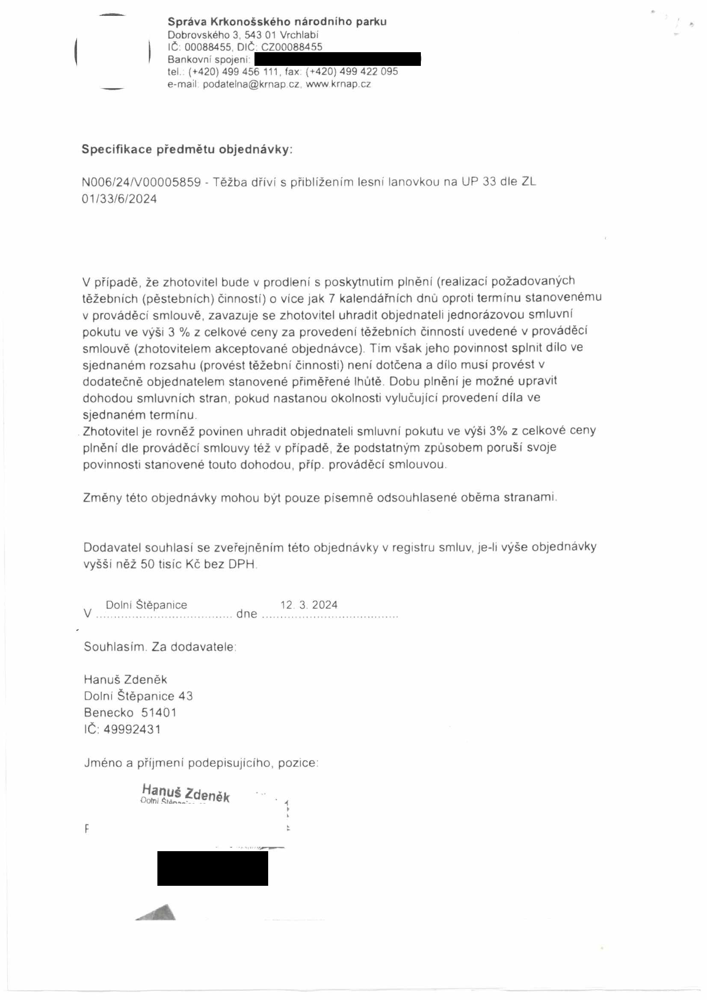 Správa Krkonošského národního parku
Dobrovského 3, 543 01 Vrchlabí
IČ: 00088455, DIČ: CZ00088455
Bankovní spojení:
tel.: (+420) 499 456 111, fax: (+420) 499 422 095
e-mail: podatelna@krnap.cz, www.krnap.cz
Specifikace předmětu objednávky:
N006/24/V00005859 - Těžba dříví s přiblížením lesní lanovkou na UP 33 dle ZL
01/33/6/2024
V případě, že zhotovitel bude v prodlení s poskytnutím plnění (realizací požadovaných
těžebních (pěstebních) činností) o více jak 7 kalendářních dnů oproti termínu stanovenému
v prováděcí smlouvě, zavazuje se zhotovitel uhradit objednateli jednorázovou smluvní
pokutu ve výši 3 % z celkové ceny za provedení těžebních činností uvedené v prováděcí
smlouvě (zhotovitelem akceptované objednávce). Tím však jeho povinnost splnit dílo ve
sjednaném rozsahu (provést těžební činnosti) není dotčena a dílo musí provést v
dodatečně objednatelem stanovené přiměřené lhůtě. Dobu plnění je možné upravit
dohodou smluvních stran, pokud nastanou okolnosti vylučující provedení díla ve
sjednaném termínu.
Zhotovitel je rovněž povinen uhradit objednateli smluvní pokutu ve výši 3% z celkové ceny
plnění dle prováděcí smlouvy též v případě, že podstatným způsobem poruší svoje
povinnosti stanovené touto dohodou, příp. prováděcí smlouvou.
Změny této objednávky mohou být pouze písemně odsouhlasené oběma stranami.
Dodavatel souhlasí se zveřejněním této objednávky v registru smluv, je-li výše objednávky
vyšší něž 50 tisíc Kč bez DPH.
V Dolní Štěpanice dne 12. 3. 2024
Souhlasím. Za dodavatele:
Hanuš Zdeněk
Dolní Štěpanice 43
Benecko 51401
IČ: 49992431
Jméno a příjmení podepisujícího, pozice:
Hanuš Zdeněk
Dolní